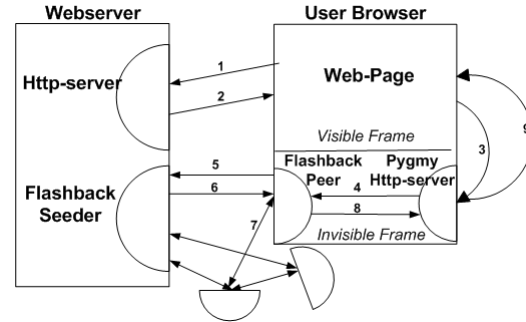 Webserver
User Browser
Http-server
1
2
Web-Page
9
3
Visible Frame
Flashback
Peer
Pygmy
Http-server
5
4
6
8
Flashback
Seeder
7
Invisible Frame